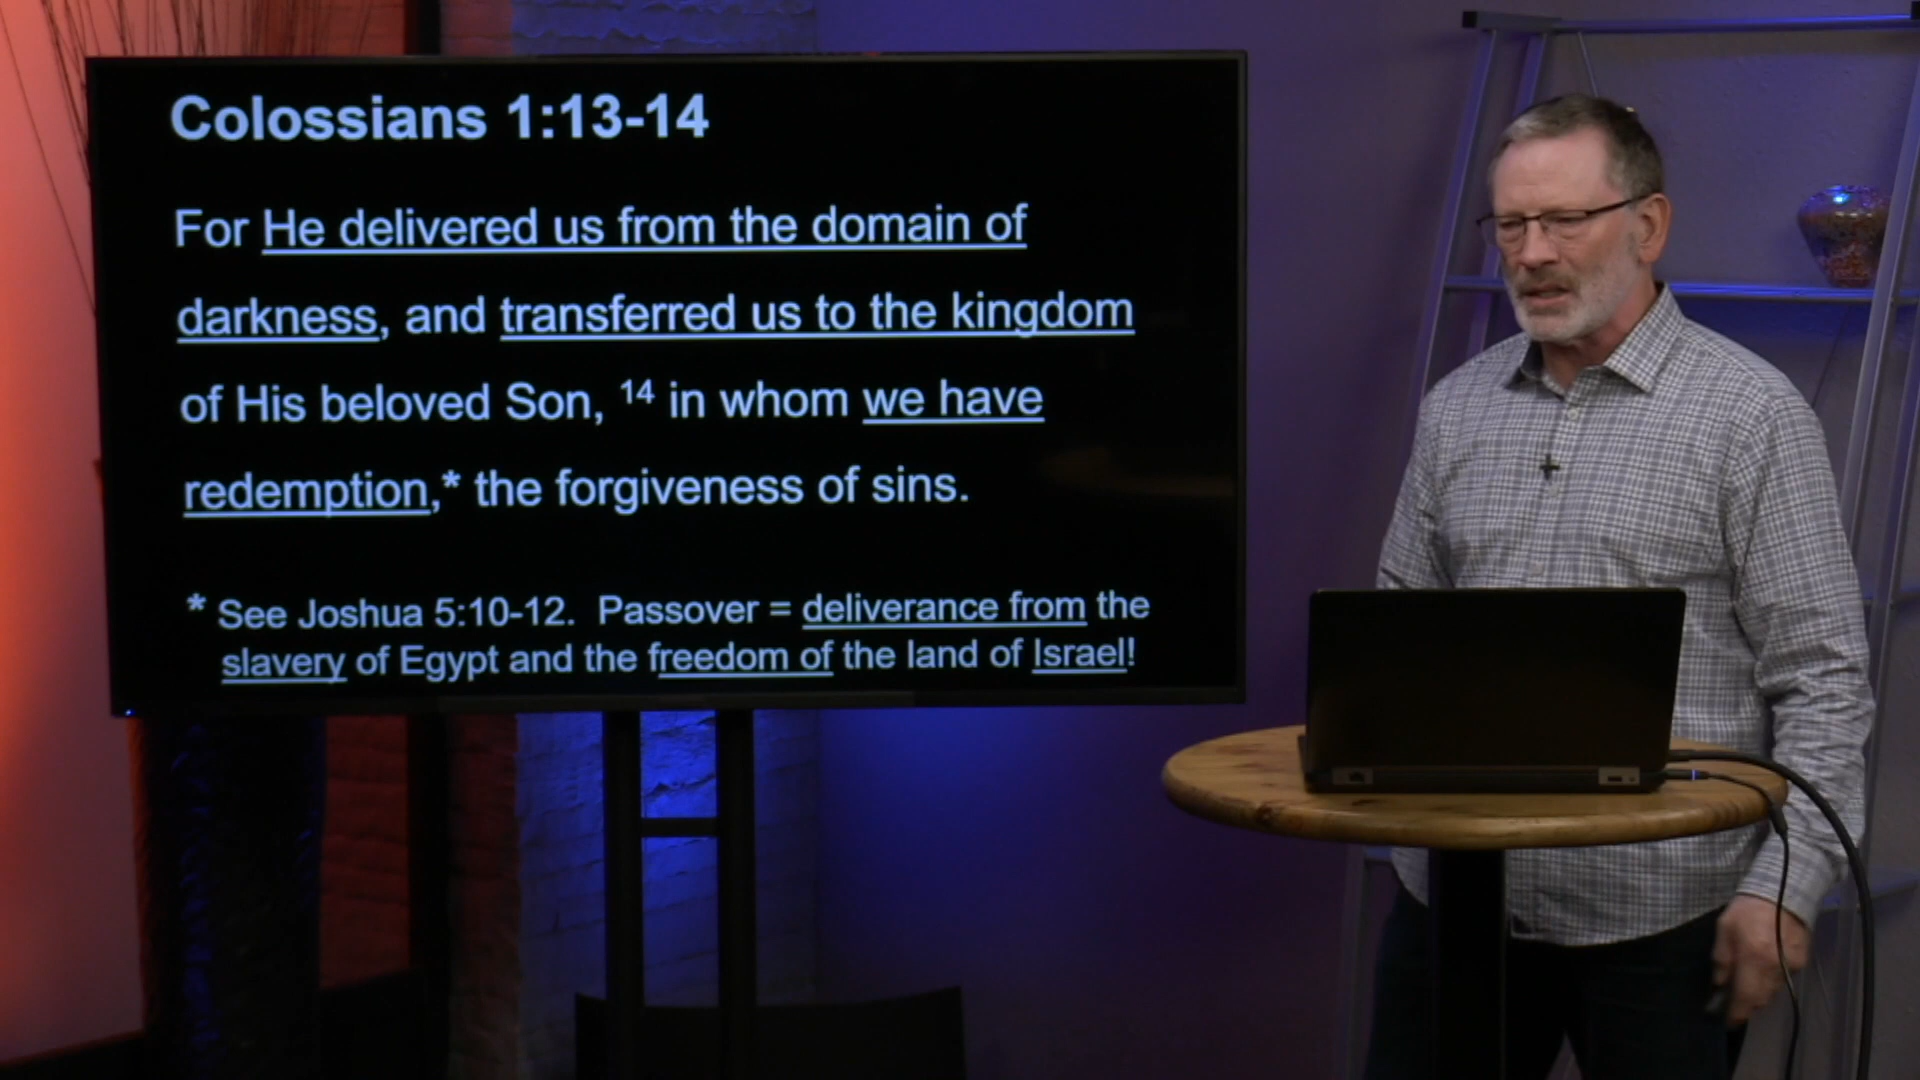 Colossians 1:13-14
For He delivered us from the domain of
darkness, and transferred us to the kingdom
of His beloved Son, 14 in whom we have
redemption,* the forgiveness of sins.
* See Joshua 5:10-12. Passover = deliverance from the
slavery of Egypt and the freedom of the land of Israel!